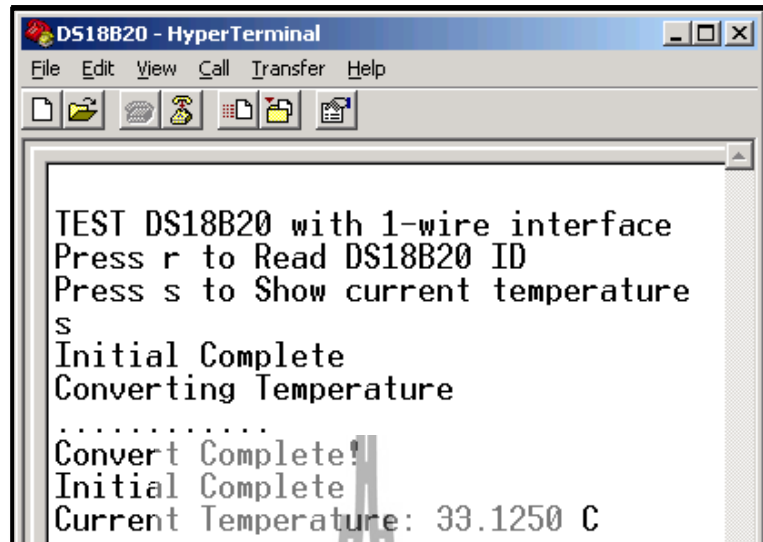 DS18B20 - HyperTerminal
File Edit View Call Transfer Help
TEST DS18B20 with 1-wire interface
Press r to Read DS18B20 ID
Press s to Show current temperature
s
Initial Complete
Converting Temperature
............
Convert Complete!
Initial Complete
Current Temperature: 33.1250 C